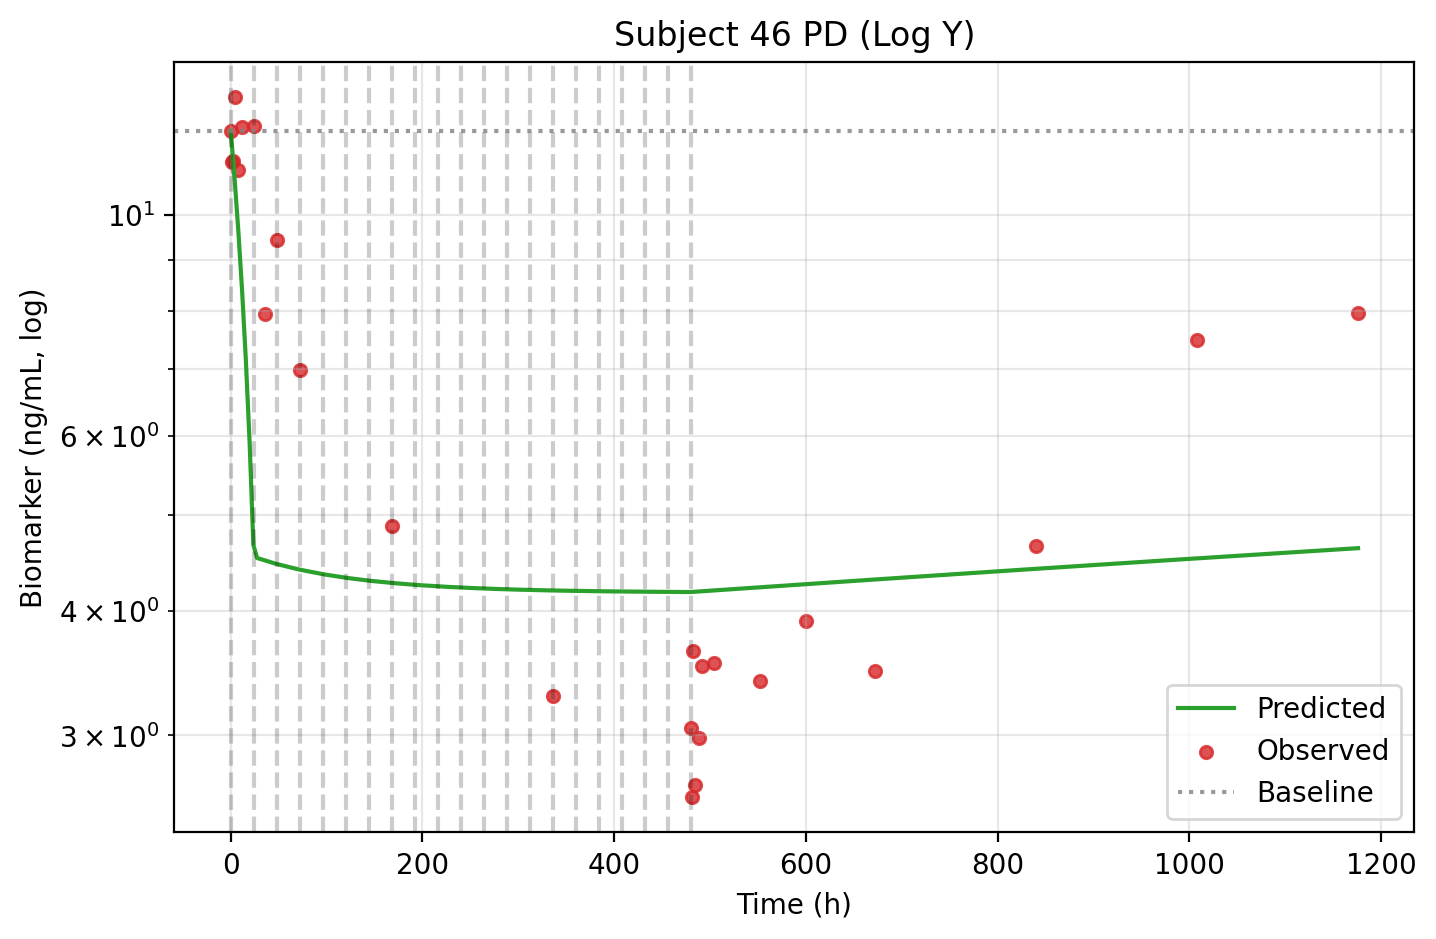 Subject 46 PD (Log Y)
Biomarker (ng/mL, log)
10¹
6 × 10⁰
4 × 10⁰
3 × 10⁰
Predicted
Observed
Baseline
0 200 400 600 800 1000 1200
Time (h)